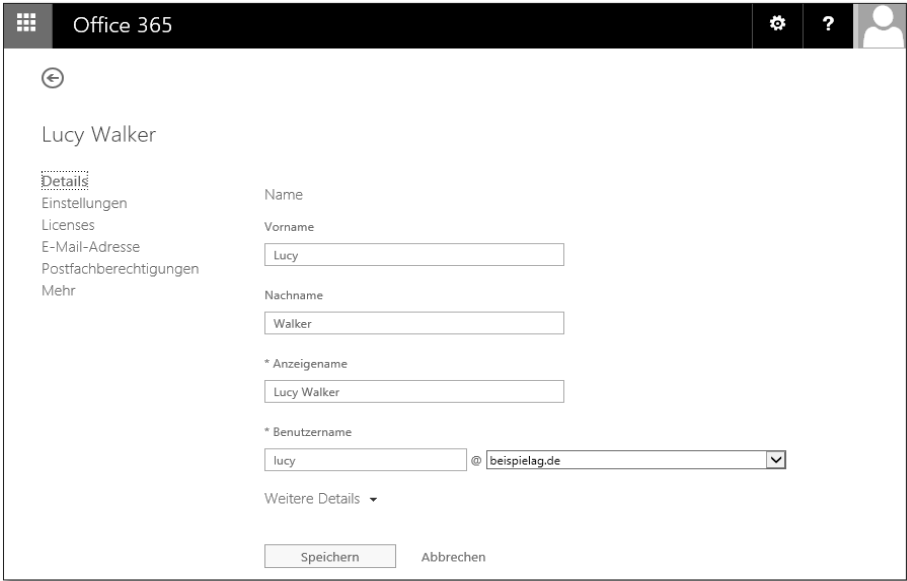 Office 365
?
Lucy Walker
Details
Einstellungen
Licenses
E-Mail-Adresse
Postfachberechtigungen
Mehr
Name
Vorname
Lucy
Nachname
Walker
* Anzeigename
Lucy Walker
* Benutzername
lucy @ beispielag.de
Weitere Details
Speichern Abbrechen